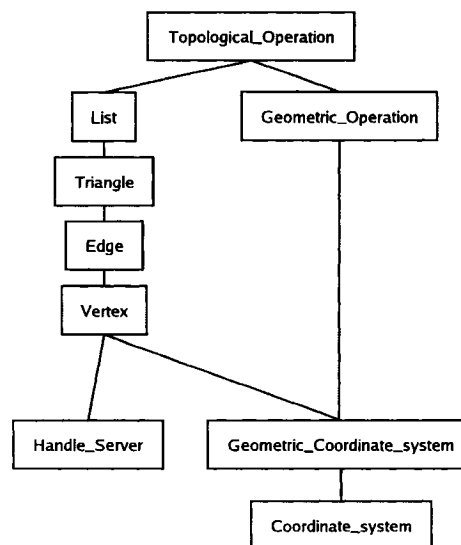 Topological_Operation
List
Geometric_Operation
Triangle
Edge
Vertex
Handle_Server
Geometric_Coordinate_system
Coordinate_system